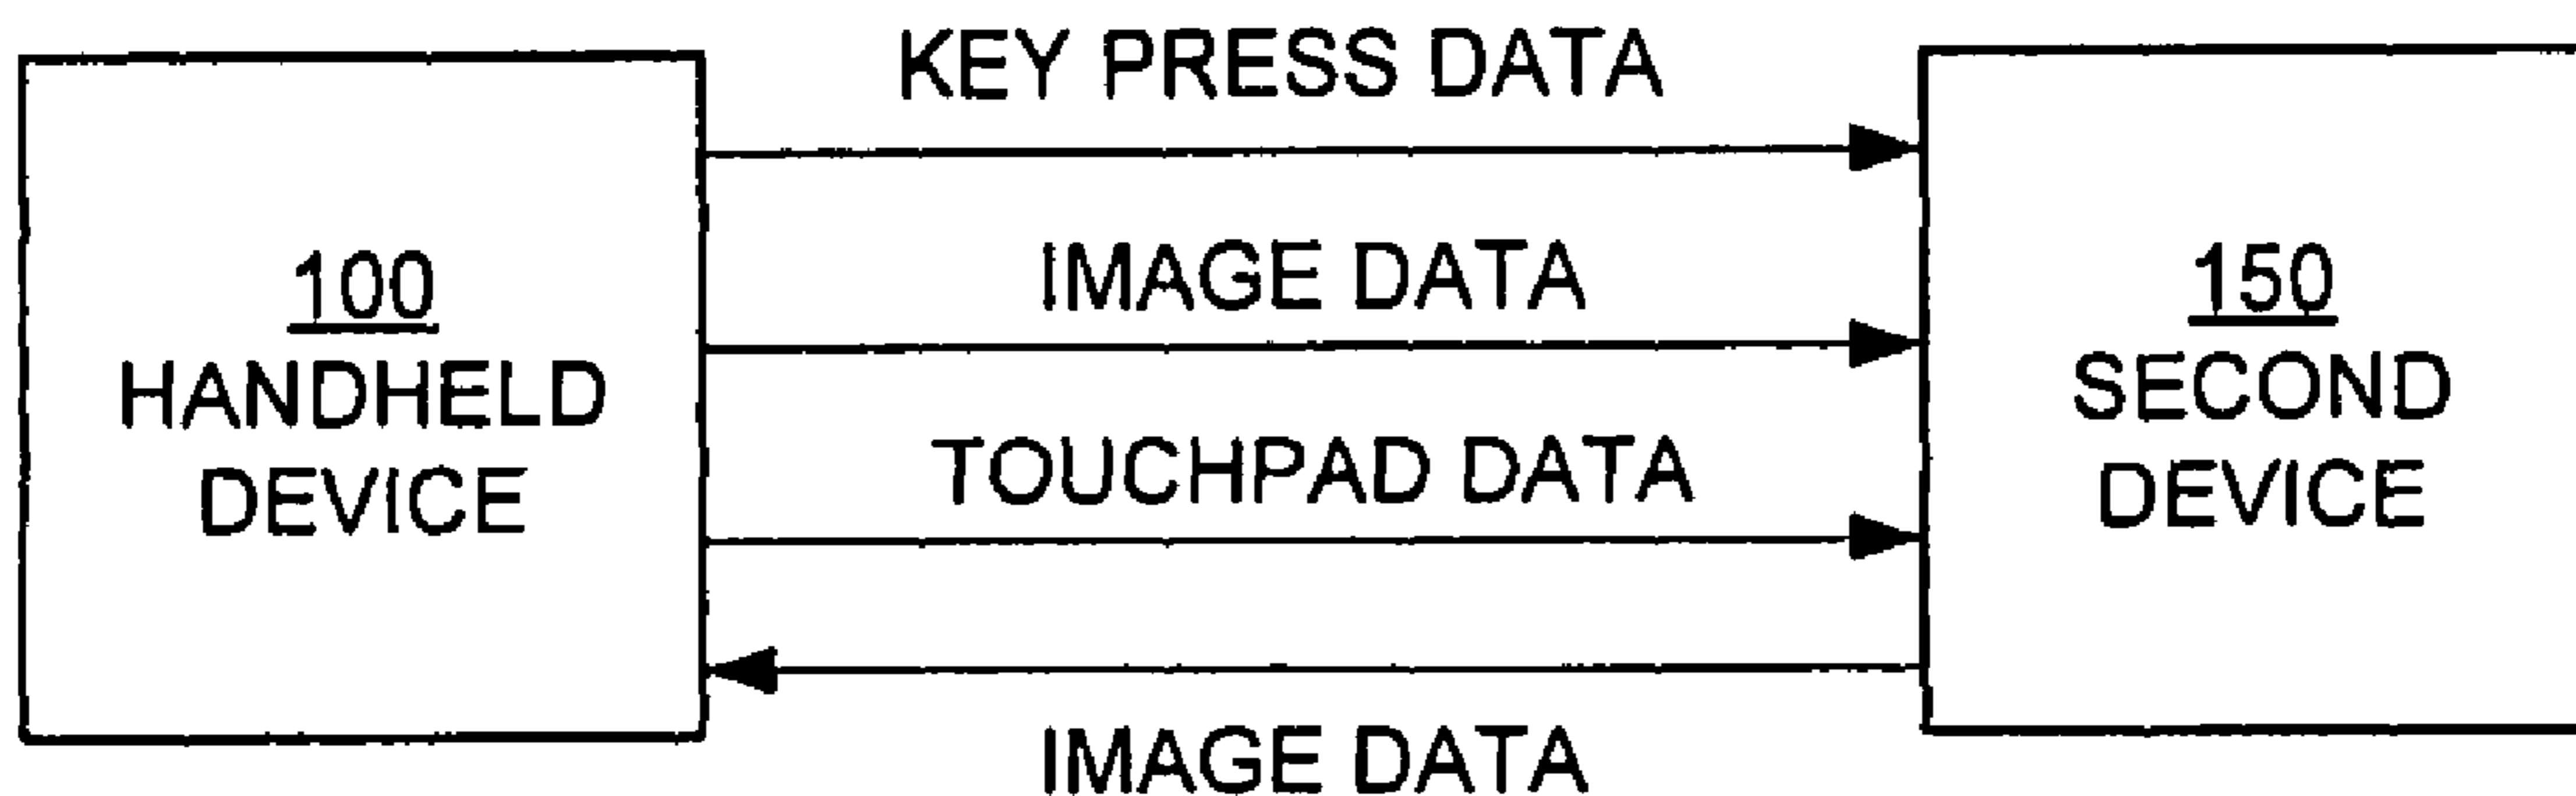 KEY PRESS DATA
100
HANDHELD
DEVICE
IMAGE DATA
TOUCHPAD DATA
IMAGE DATA
150
SECOND
DEVICE